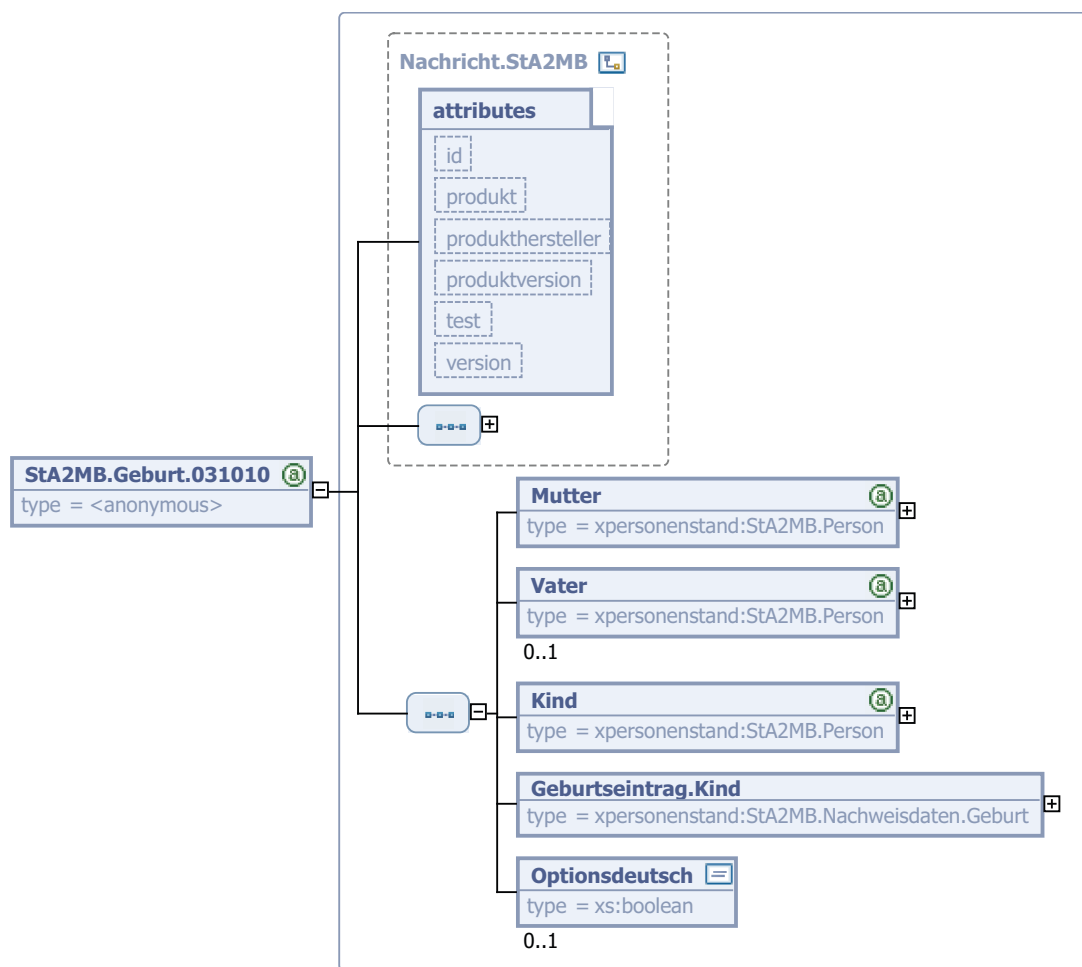 Nachricht.StA2MB
attributes
id
produkt
produkthersteller
produktversion
test
version
StA2MB.Geburt.031010
type = <anonymous>
Mutter
type = xpersonenstand:StA2MB.Person
Vater
type = xpersonenstand:StA2MB.Person
0..1
Kind
type = xpersonenstand:StA2MB.Person
Geburtseintrag.Kind
type = xpersonenstand:StA2MB.Nachweisdaten.Geburt
Optionsdeutsch
type = xs:boolean
0..1